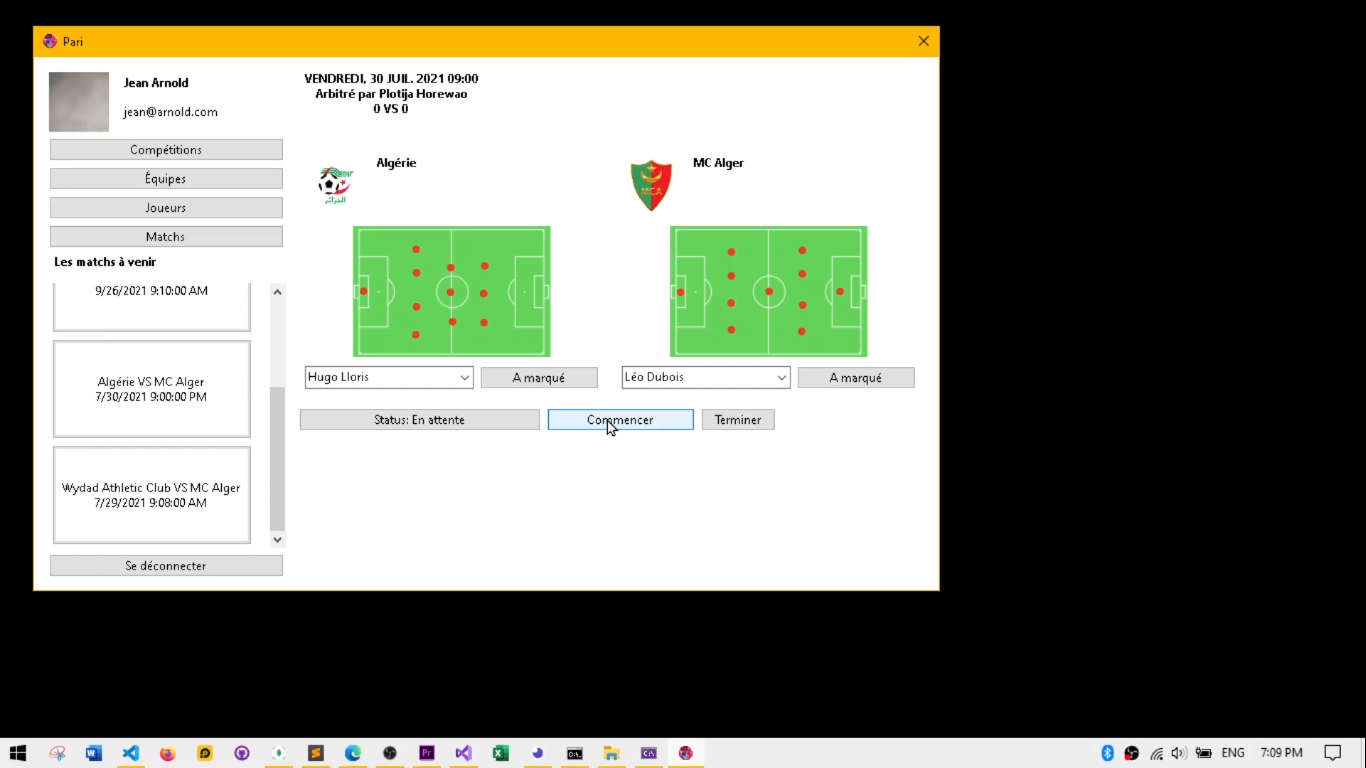 Pari
Jean Arnold
jean@arnold.com
Compétitions
Équipes
Joueurs
Matchs
Les matchs à venir
9/26/2021 9:10:00 AM
Algérie VS MC Alger
7/30/2021 9:00:00 PM
Wydad Athletic Club VS MC Alger
7/29/2021 9:08:00 AM
Se déconnecter
VENDREDI, 30 JUIL. 2021 09:00
Arbitré par Plotija Horewao
0 VS 0
Algérie
الجزائر
MC Alger
MCA
Hugo Lloris
A marqué
Léo Dubois
A marqué
Status: En attente
Commencer
Terminer
ENG
7:09 PM